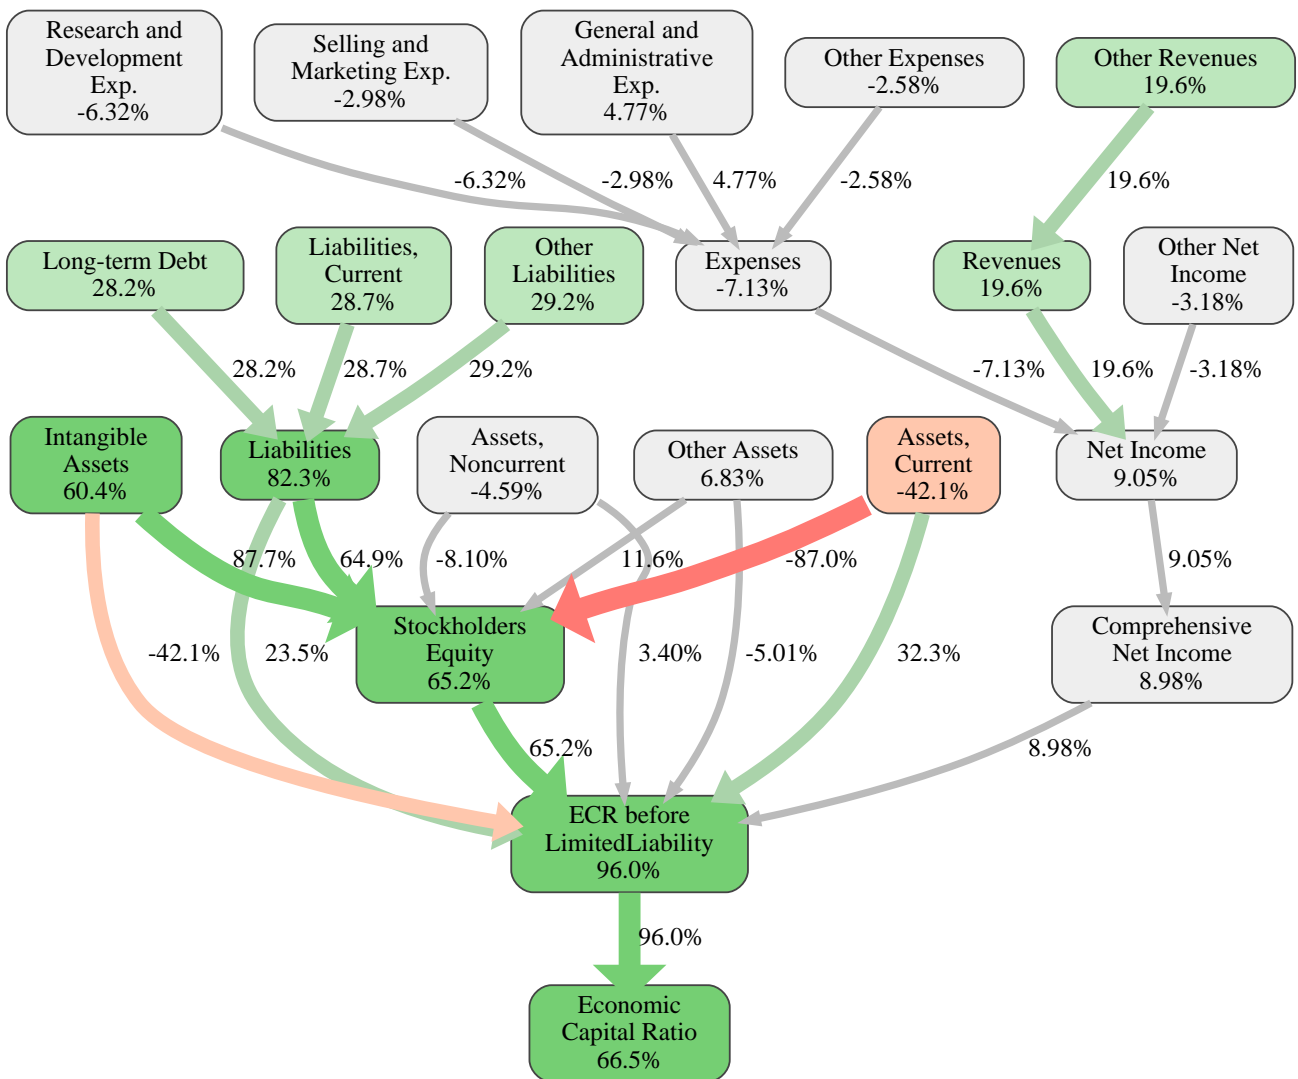 Research and
Development
Exp.
-6.32%
Selling and
Marketing Exp.
-2.98%
General and
Administrative
Exp.
4.77%
Other Expenses
-2.58%
Other Revenues
19.6%
-6.32%
-2.98%
4.77%
-2.58%
19.6%
Long-term Debt
28.2%
Liabilities,
Current
28.7%
Other
Liabilities
29.2%
Expenses
-7.13%
Revenues
19.6%
Other Net
Income
-3.18%
28.2%
28.7%
29.2%
-7.13%
19.6%
-3.18%
Intangible
Assets
60.4%
Liabilities
82.3%
Assets,
Noncurrent
-4.59%
Other Assets
6.83%
Assets,
Current
-42.1%
Net Income
9.05%
87.7%
64.9%
-8.10%
11.6%
-87.0%
9.05%
Stockholders
Equity
65.2%
Comprehensive
Net Income
8.98%
-42.1%
23.5%
3.40%
-5.01%
32.3%
65.2%
8.98%
ECR before
LimitedLiability
96.0%
96.0%
Economic
Capital Ratio
66.5%